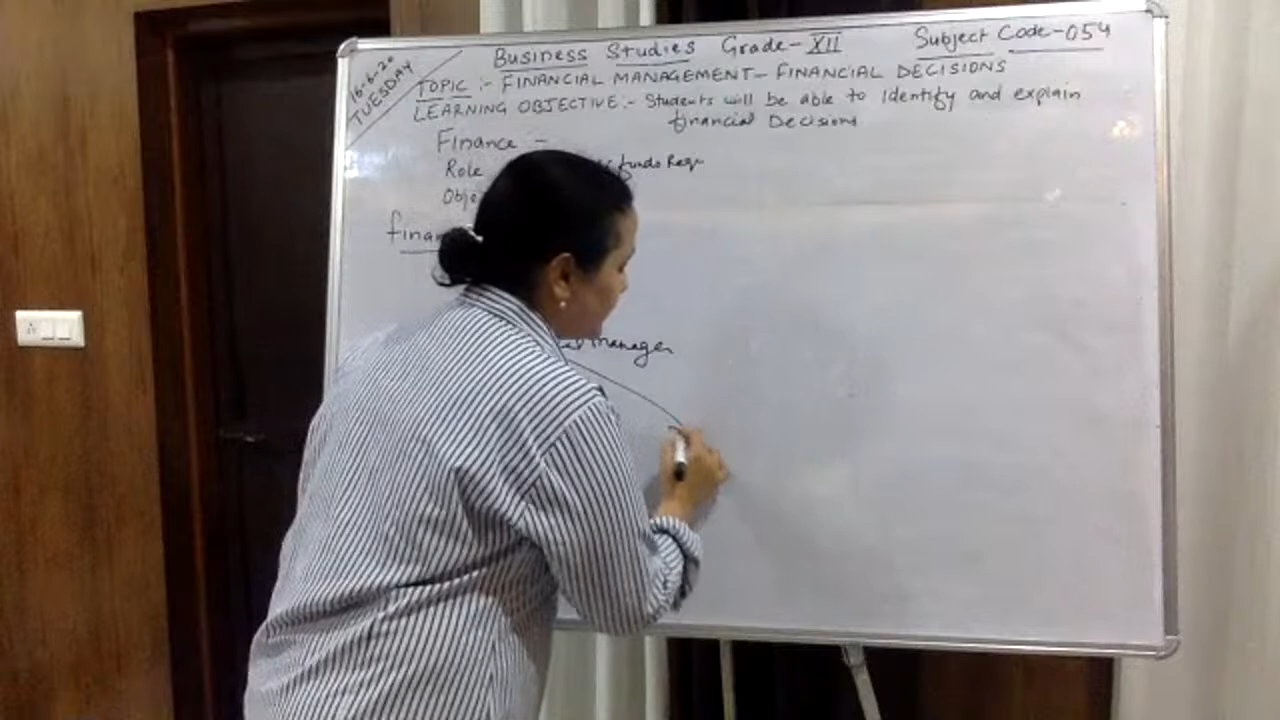 16-6-20
TUESDAY
Business Studies Grade-XII
Subject Code-054
TOPIC :- FINANCIAL MANAGEMENT- FINANCIAL DECISIONS
LEARNING OBJECTIVE:- Students will be able to identify and explain
financial Decisions
Finance -
Role funds Requ
Obje
finan
manager